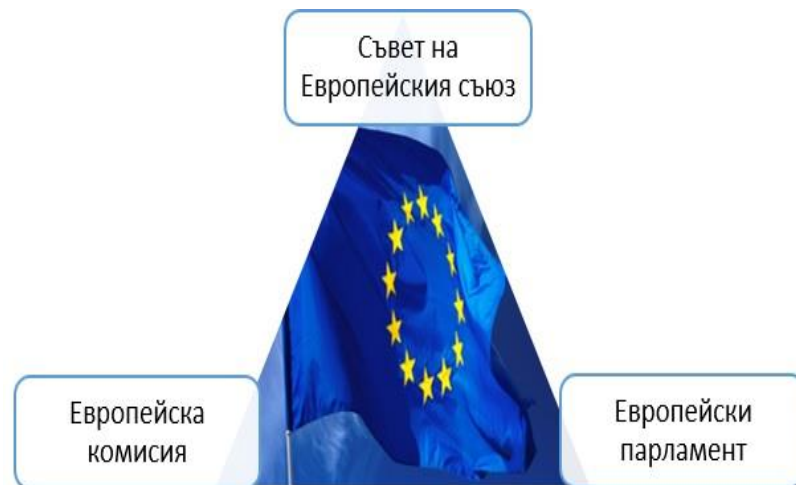 Съвет на
Европейския съюз
Европейска
комисия
Европейски
парламент